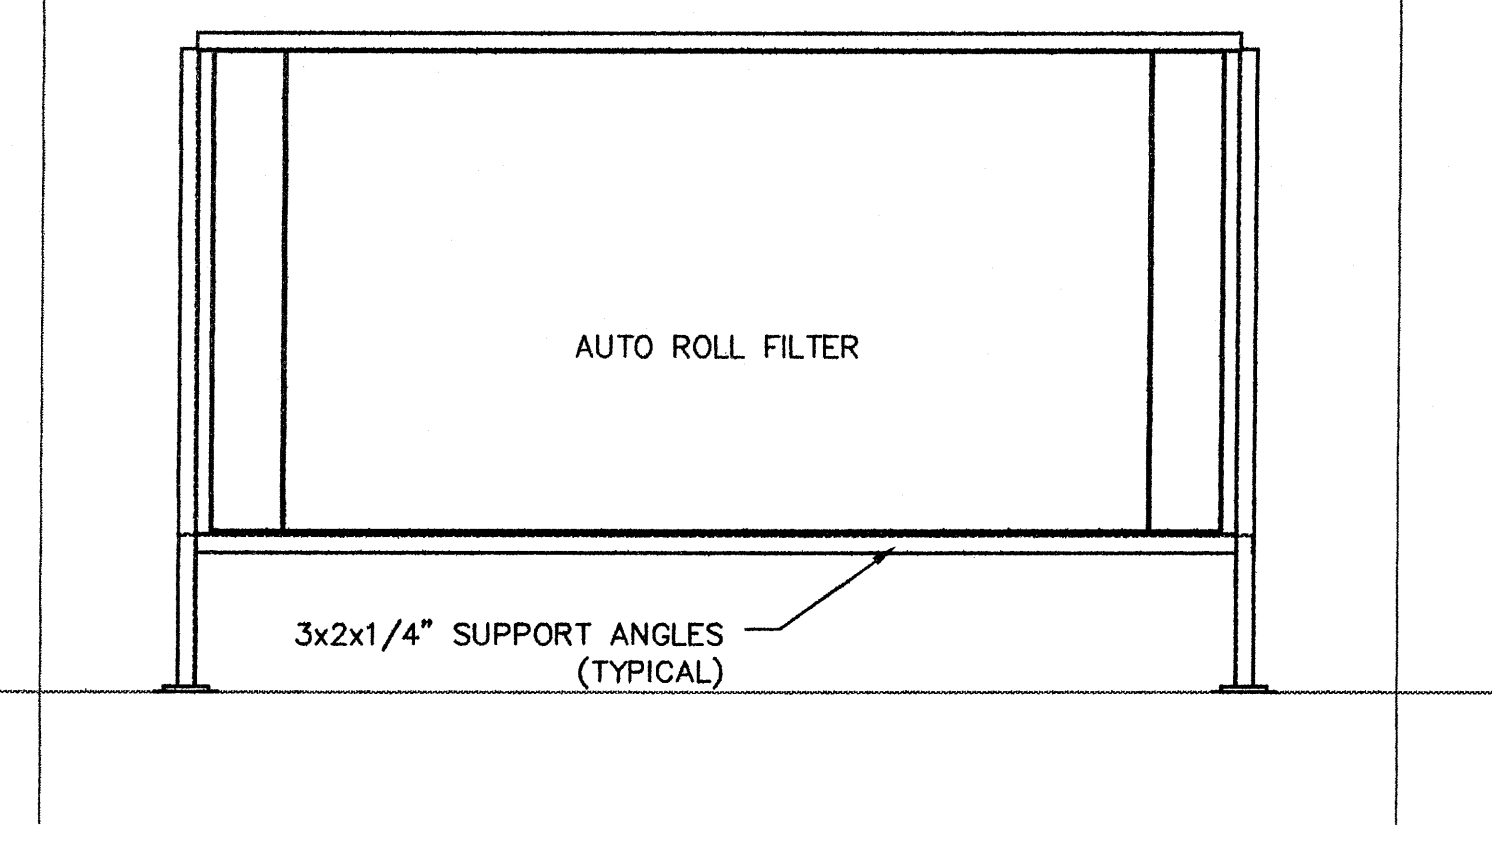 AUTO ROLL FILTER
3x2x1/4” SUPPORT ANGLES
(TYPICAL)